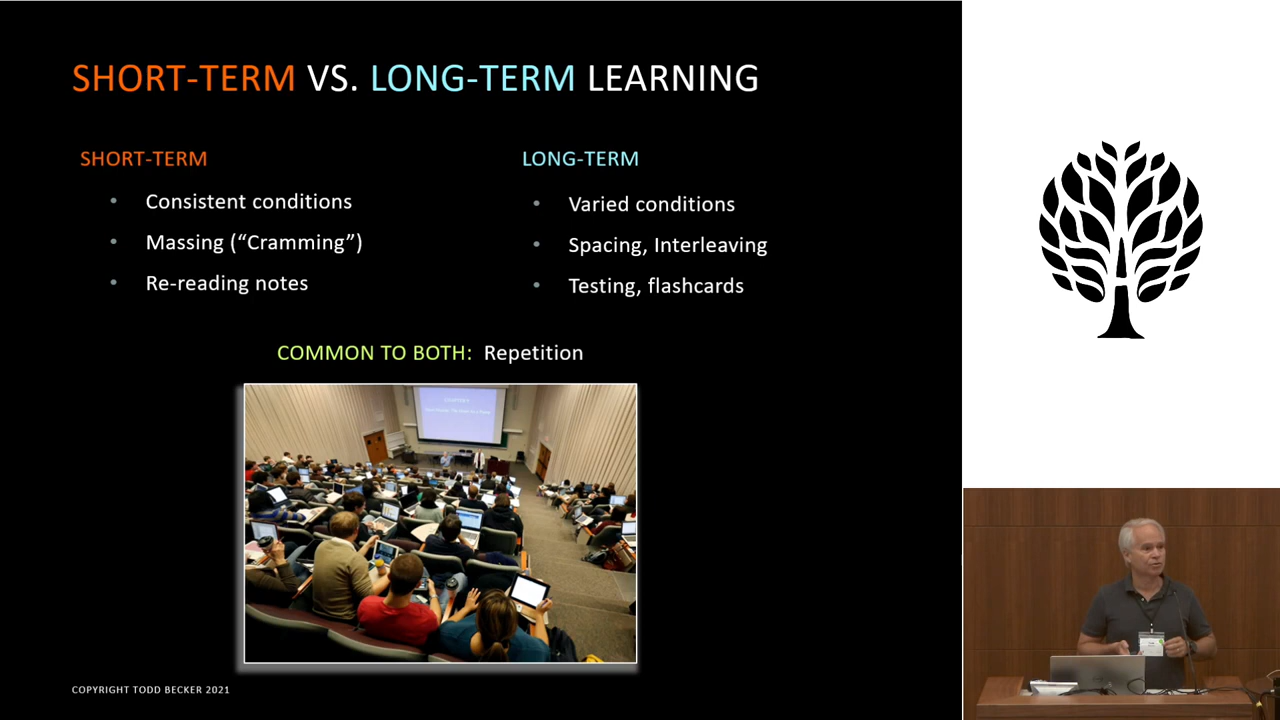 SHORT-TERM VS. LONG-TERM LEARNING
SHORT-TERM
• Consistent conditions
• Massing (“Cramming”)
• Re-reading notes
LONG-TERM
• Varied conditions
• Spacing, Interleaving
• Testing, flashcards
COMMON TO BOTH: Repetition
COPYRIGHT TODD BECKER 2021